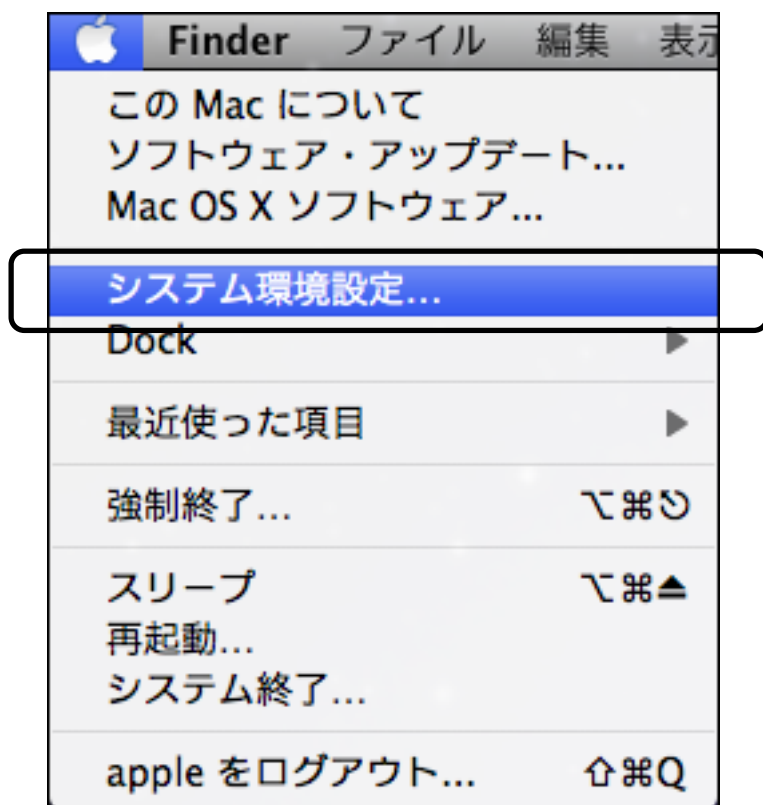 Finder ファイル 編集 表示
この Mac について
ソフトウェア・アップデート...
Mac OS X ソフトウェア...
システム環境設定...
Dock ▶
最近使った項目 ▶
強制終了... ⌥⌘⎋
スリープ ⌥⌘⏏
再起動...
システム終了...
apple をログアウト... ⇧⌘Q